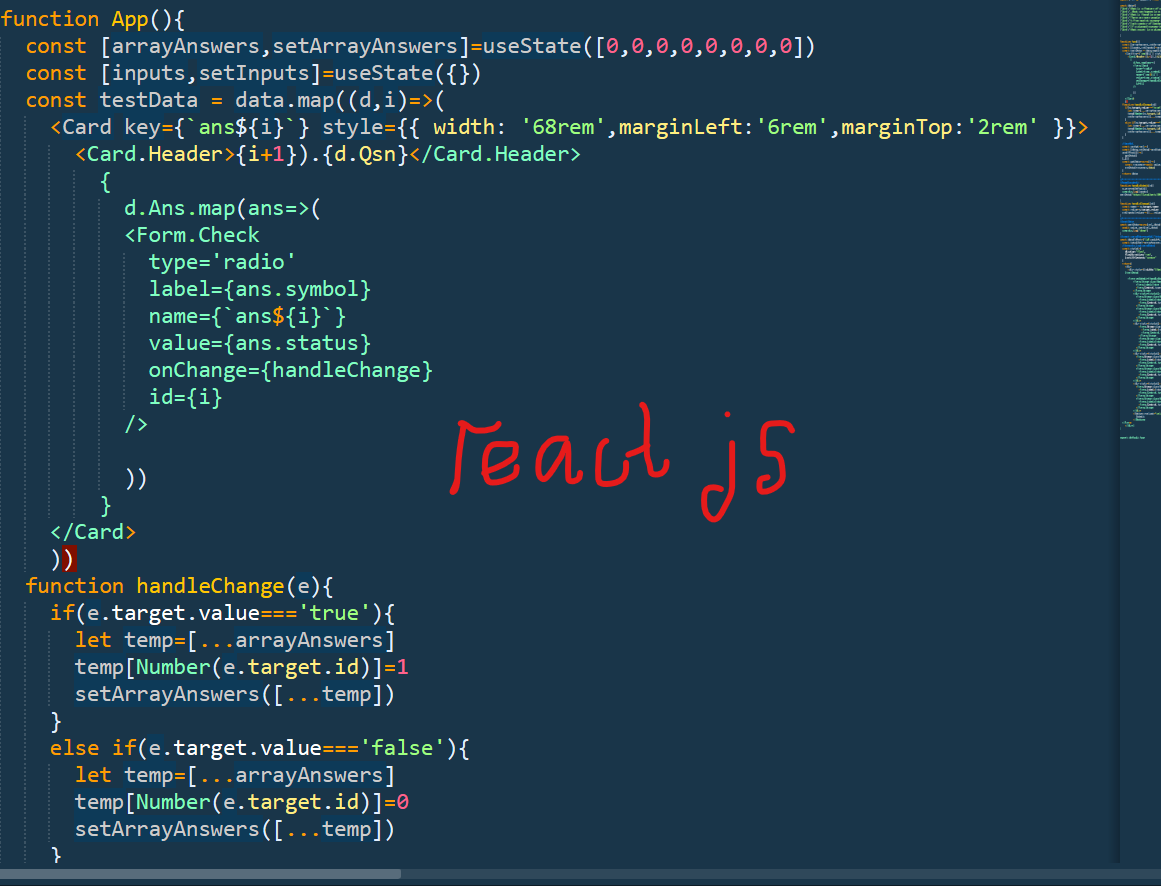 function App(){
const [arrayAnswers,setArrayAnswers]=useState([0,0,0,0,0,0,0,0])
const [inputs,setInputs]=useState({})
const testData = data.map((d,i)=>(
<Card key={`ans${i}`} style={{ width: '68rem',marginLeft:'6rem',marginTop:'2rem' }}>
<Card.Header>{i+1}).{d.Qsn}</Card.Header>
{
d.Ans.map(ans=>(
<Form.Check
type='radio'
label={ans.symbol}
name={`ans${i}`}
value={ans.status}
onChange={handleChange}
id={i}
/>
react js
))
}
</Card>
))
function handleChange(e){
if(e.target.value==='true'){
let temp=[...arrayAnswers]
temp[Number(e.target.id)]=1
setArrayAnswers([...temp])
}
else if(e.target.value==='false'){
let temp=[...arrayAnswers]
temp[Number(e.target.id)]=0
setArrayAnswers([...temp])
}